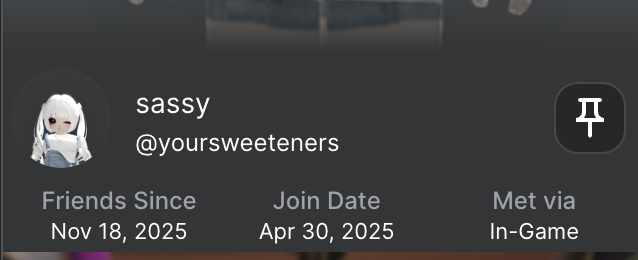 sassy
@yoursweeteners
Friends Since Join Date Met via
Nov 18, 2025 Apr 30, 2025 In-Game